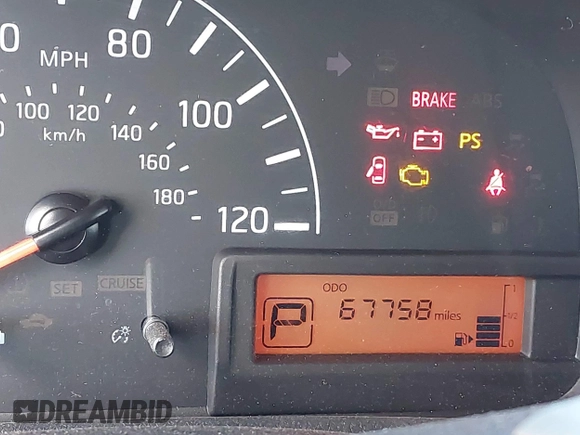 80
MPH
100
120
100 120
140
km/h
160
180
BRAKE ABS
PS
OFF
SET CRUISE
ODO
67758 miles
P
1
1/2
0
DREAMBID